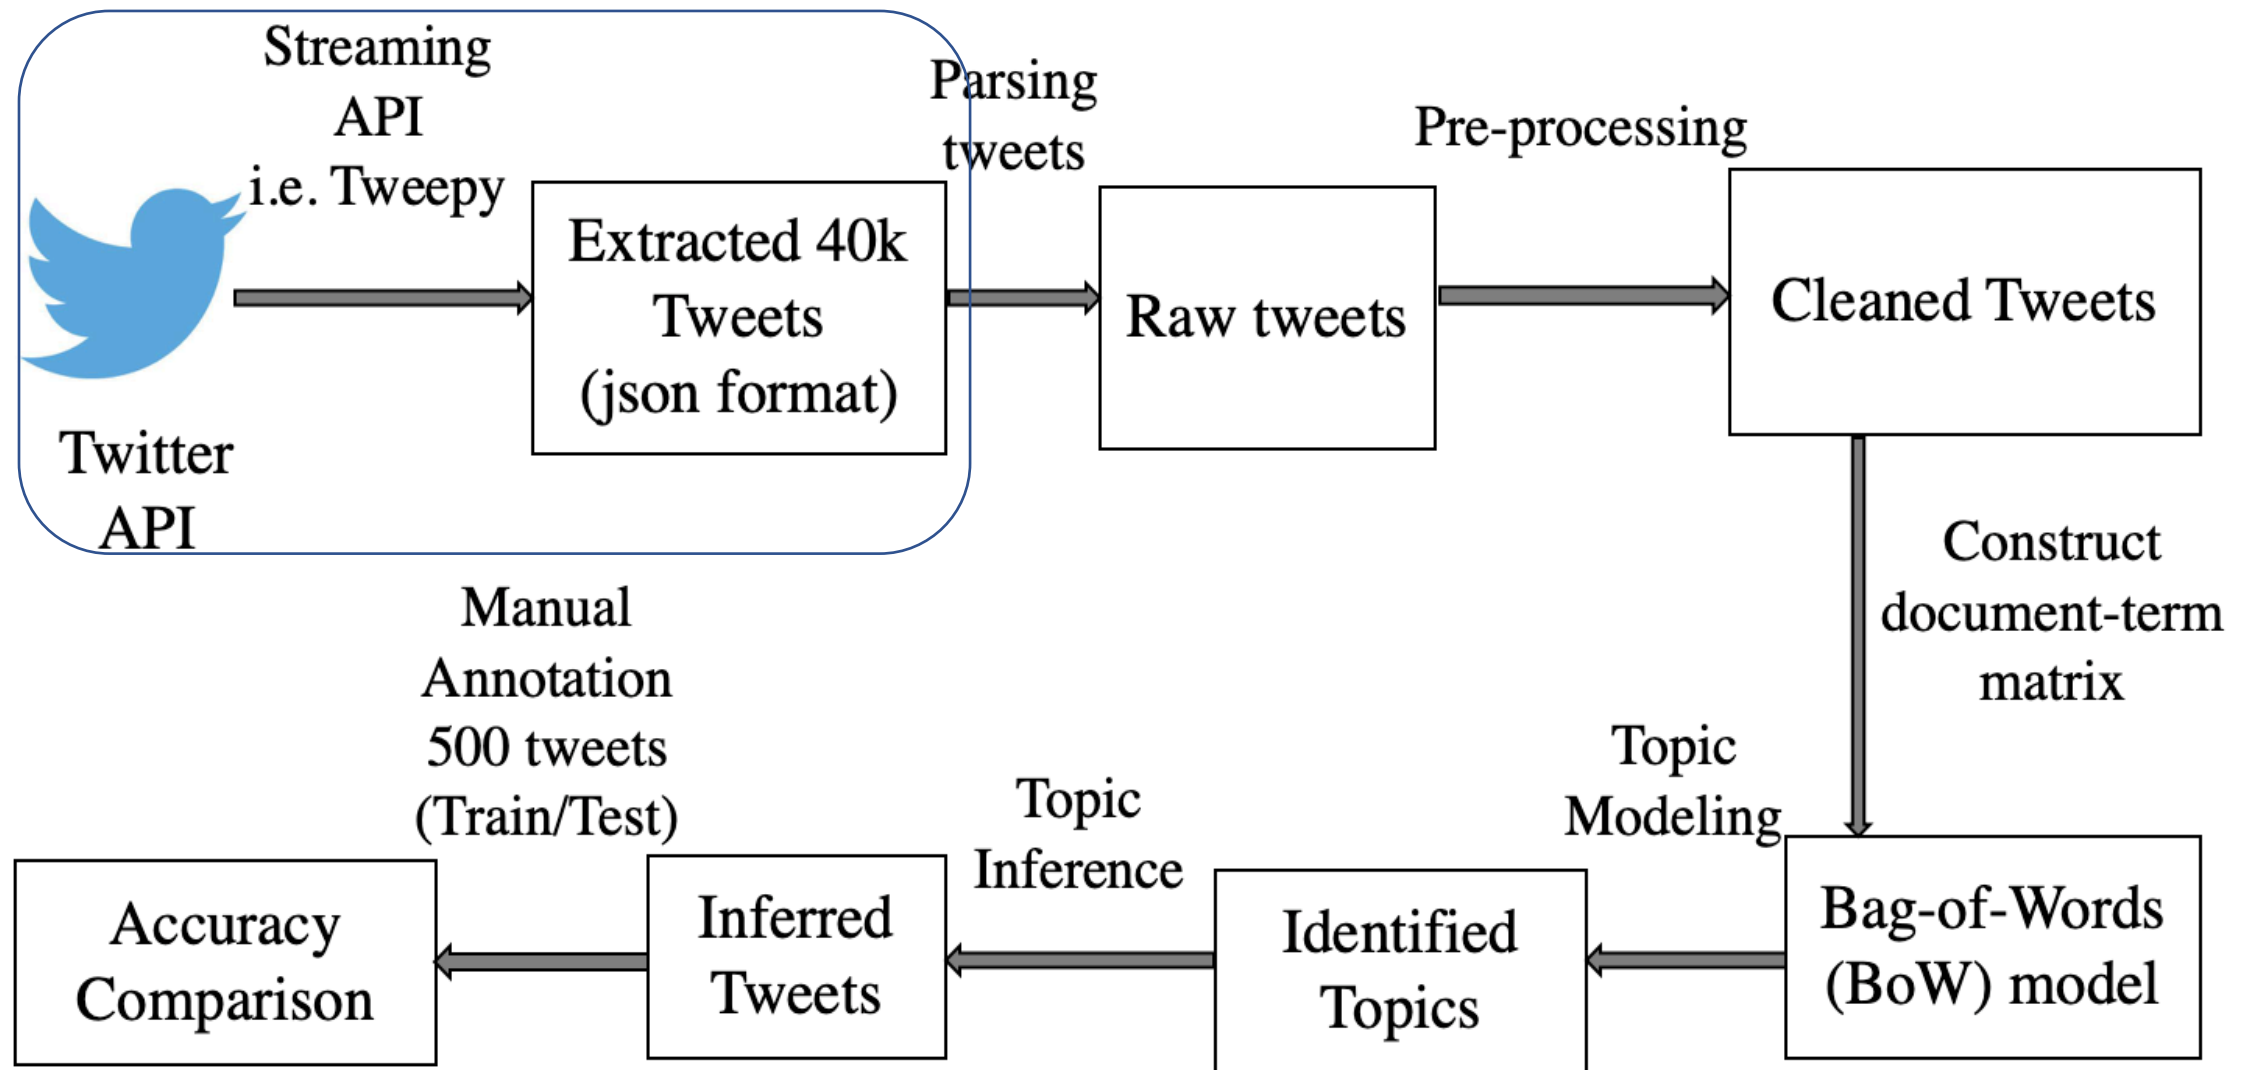 Streaming
API
i.e. Tweepy
Twitter
API
Extracted 40k
Tweets
(json format)
Parsing
tweets
Raw tweets
Pre-processing
Cleaned Tweets
Construct
document-term
matrix
Bag-of-Words
(BoW) model
Topic
Modeling
Identified
Topics
Topic
Inference
Inferred
Tweets
Manual
Annotation
500 tweets
(Train/Test)
Accuracy
Comparison